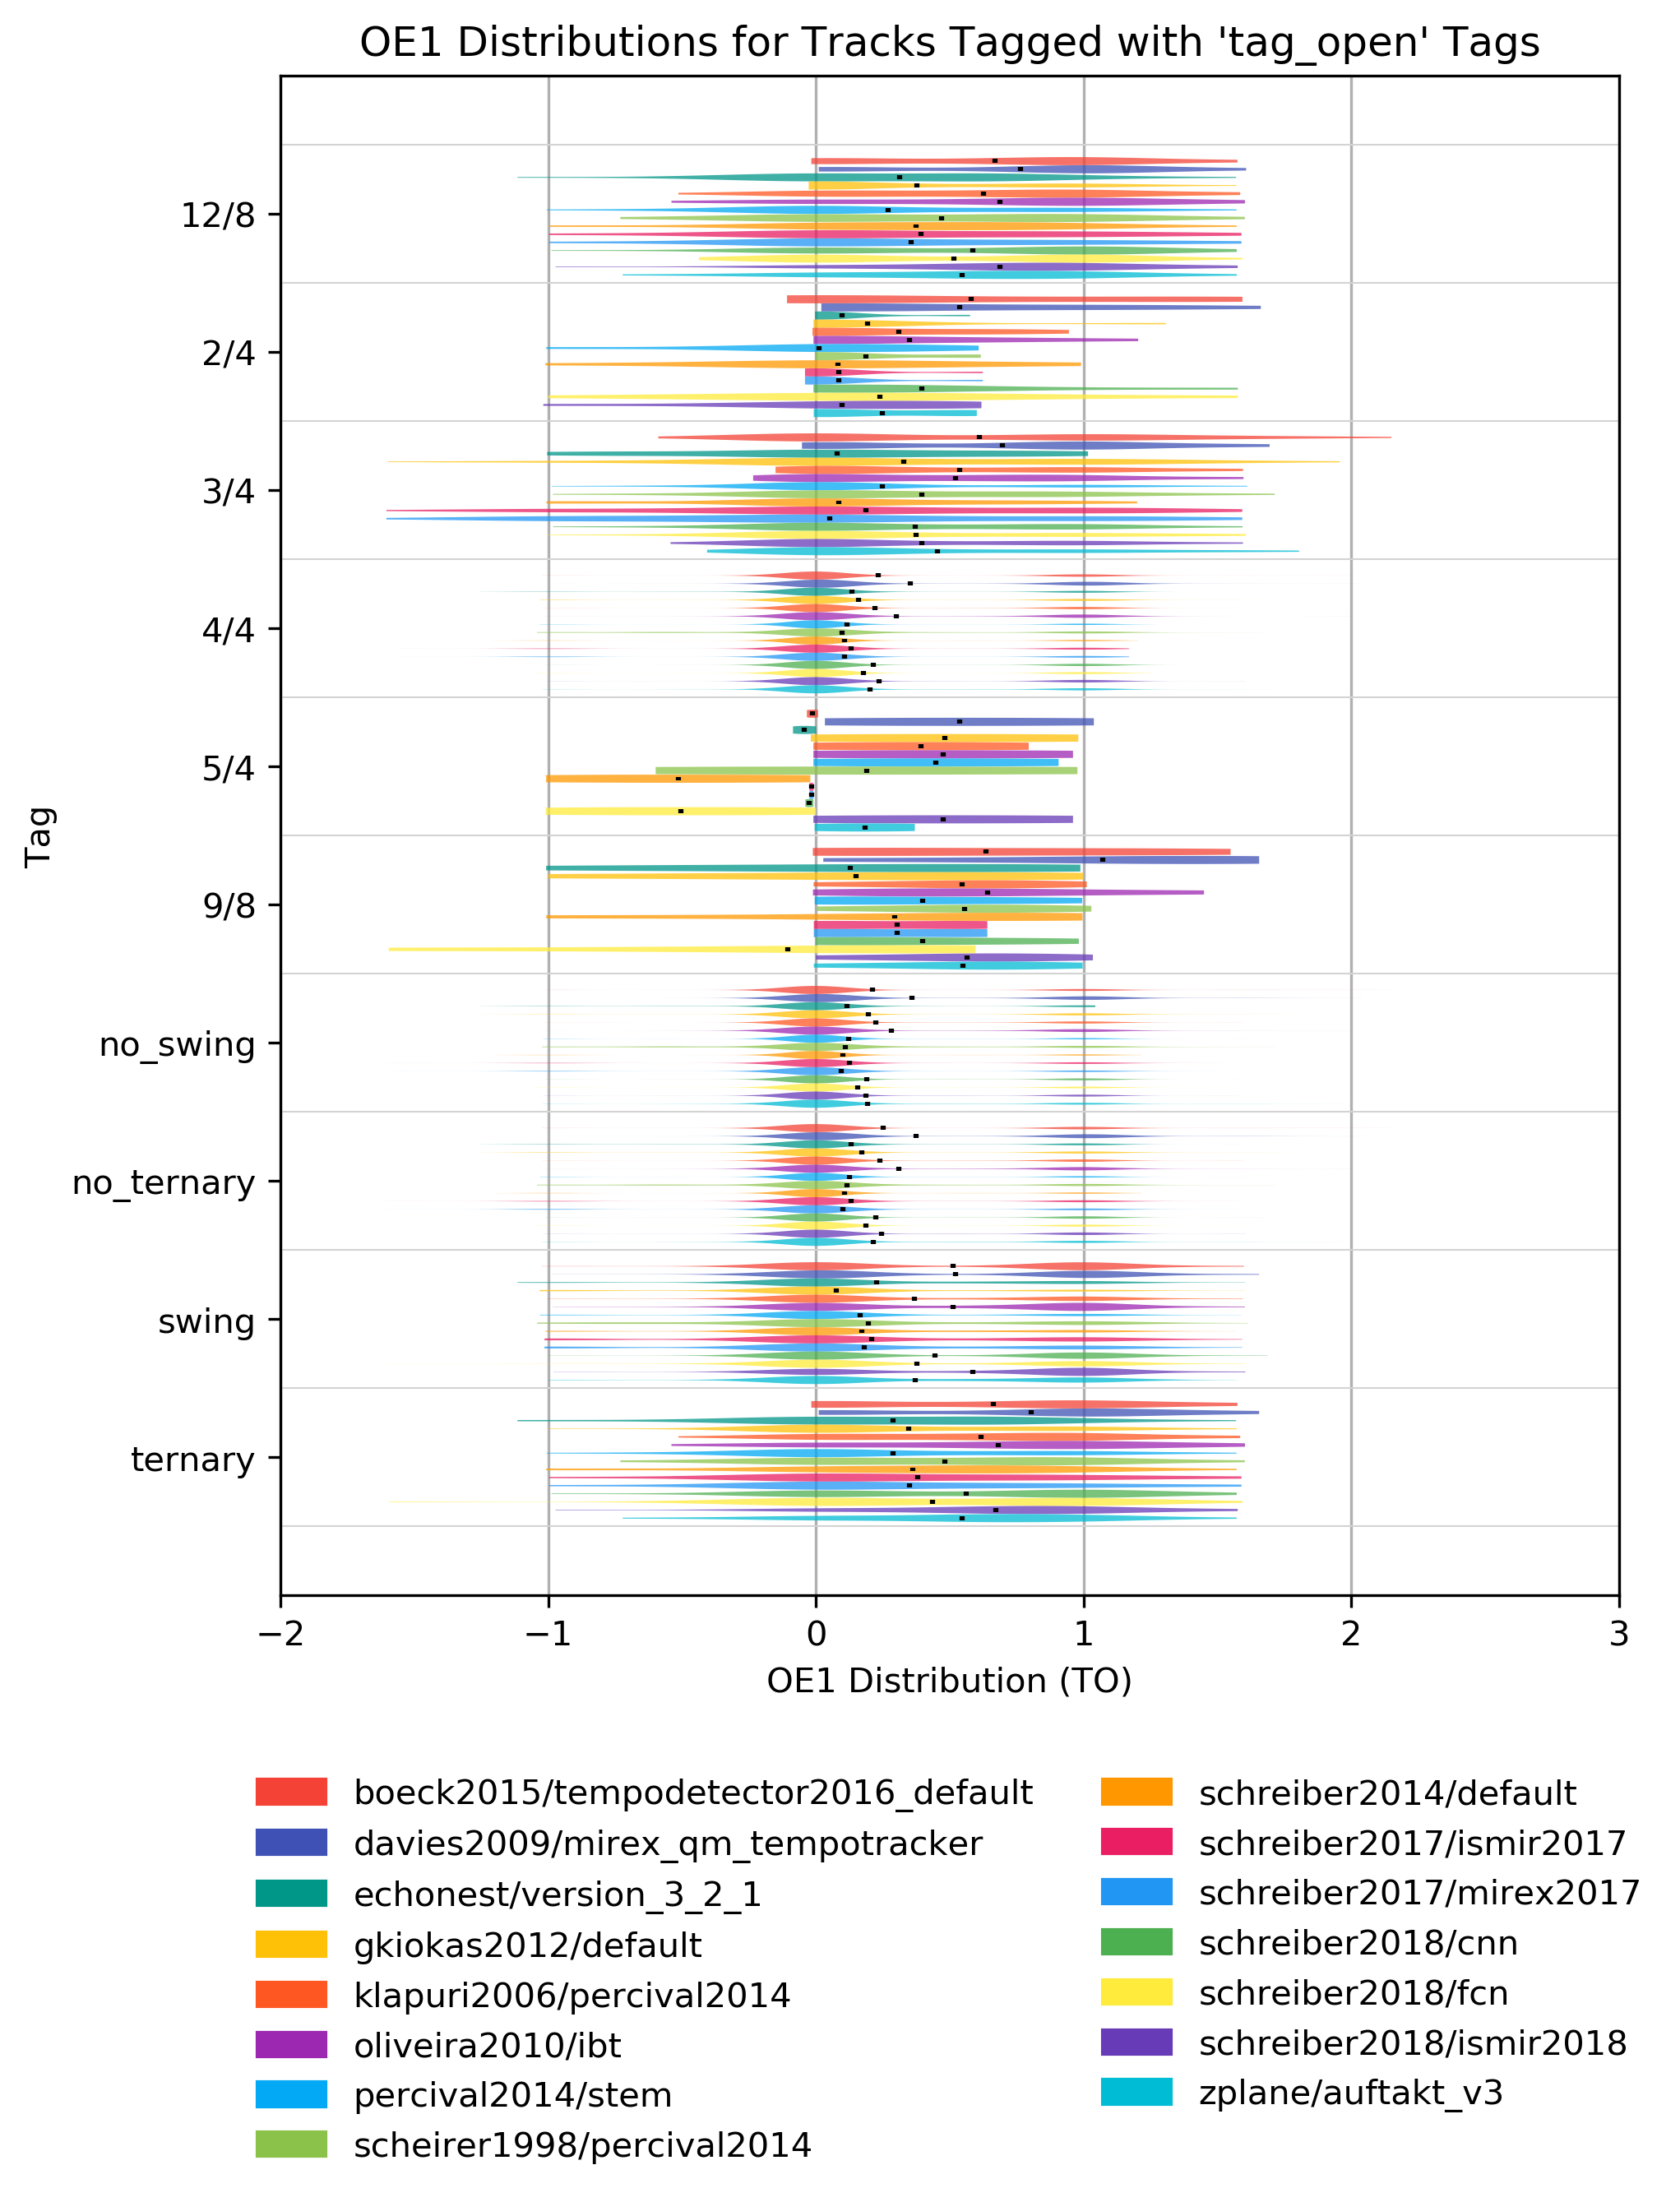 OE1 Distributions for Tracks Tagged with 'tag_open' Tags
Tag
12/8
2/4
3/4
4/4
5/4
9/8
no_swing
no_ternary
swing
ternary
−2 −1 0 1 2 3
OE1 Distribution (TO)
boeck2015/tempodetector2016_default
davies2009/mirex_qm_tempotracker
echonest/version_3_2_1
gkiokas2012/default
klapuri2006/percival2014
oliveira2010/ibt
percival2014/stem
scheirer1998/percival2014
schreiber2014/default
schreiber2017/ismir2017
schreiber2017/mirex2017
schreiber2018/cnn
schreiber2018/fcn
schreiber2018/ismir2018
zplane/auftakt_v3